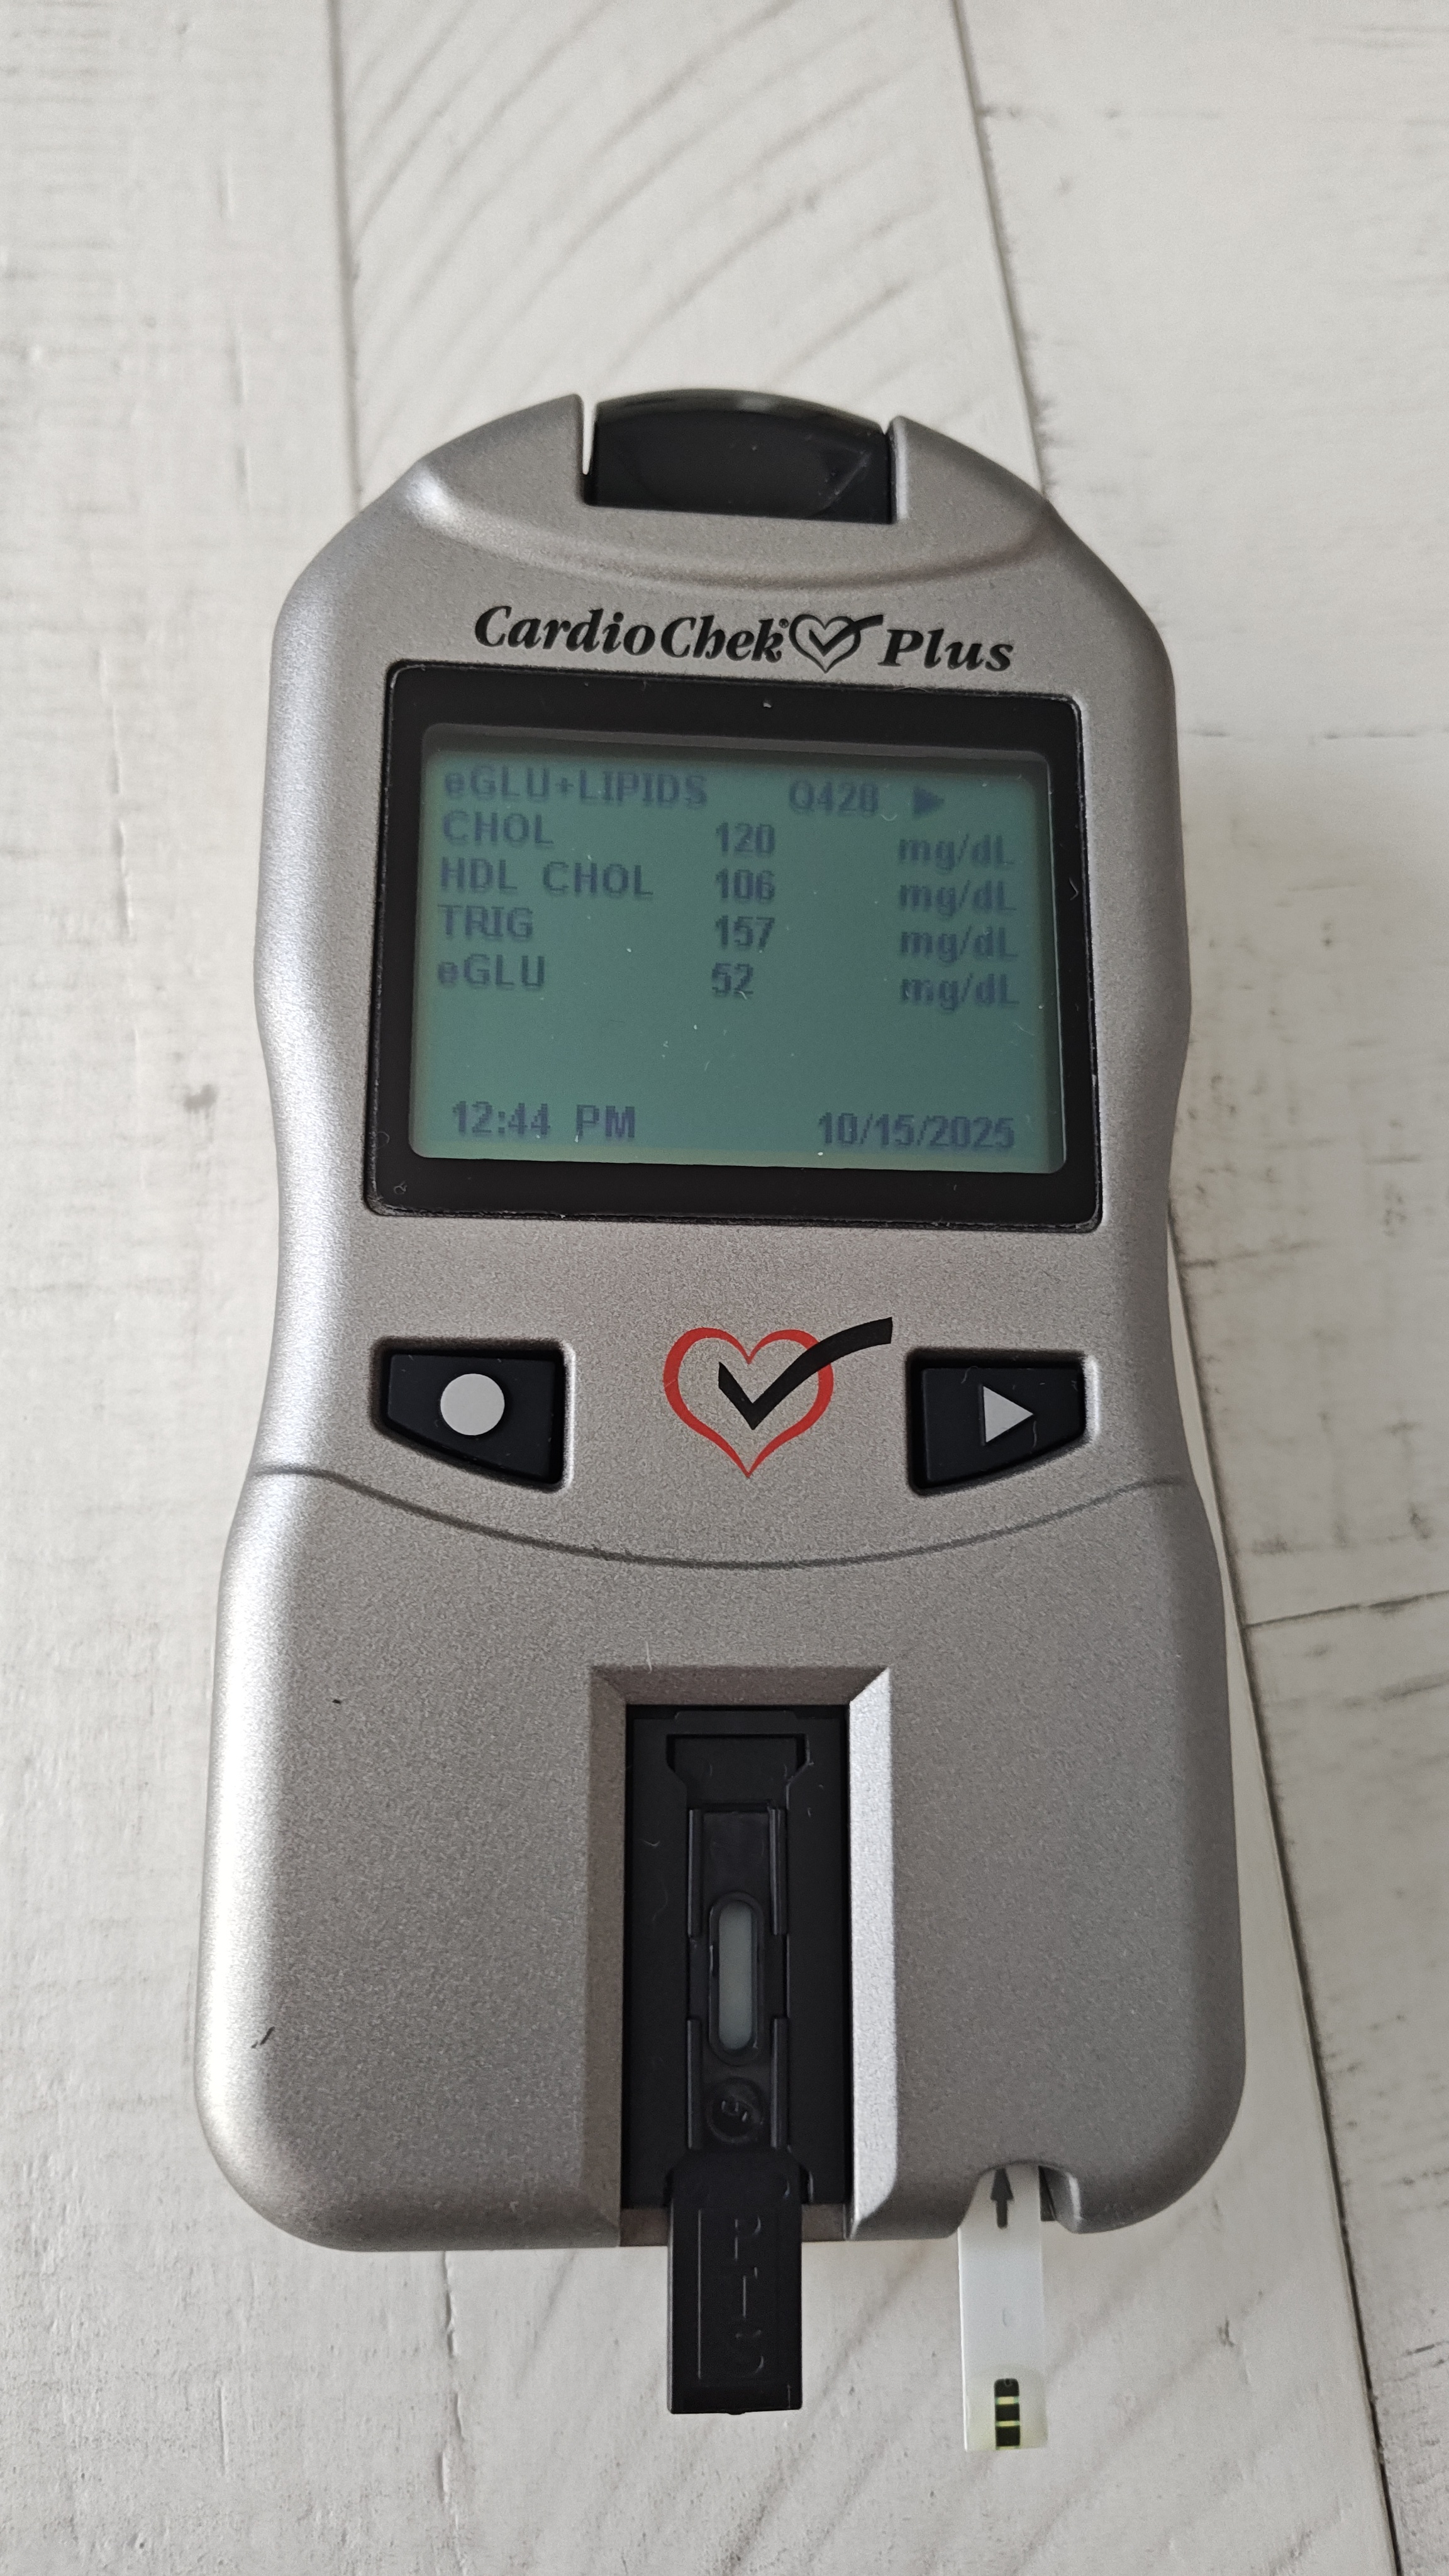 CardioChek® Plus
eGLU+LIPIDS Q428 ▶
CHOL 120 mg/dL
HDL CHOL 106 mg/dL
TRIG 157 mg/dL
eGLU 52 mg/dL
12:44 PM 10/15/2025
PTS